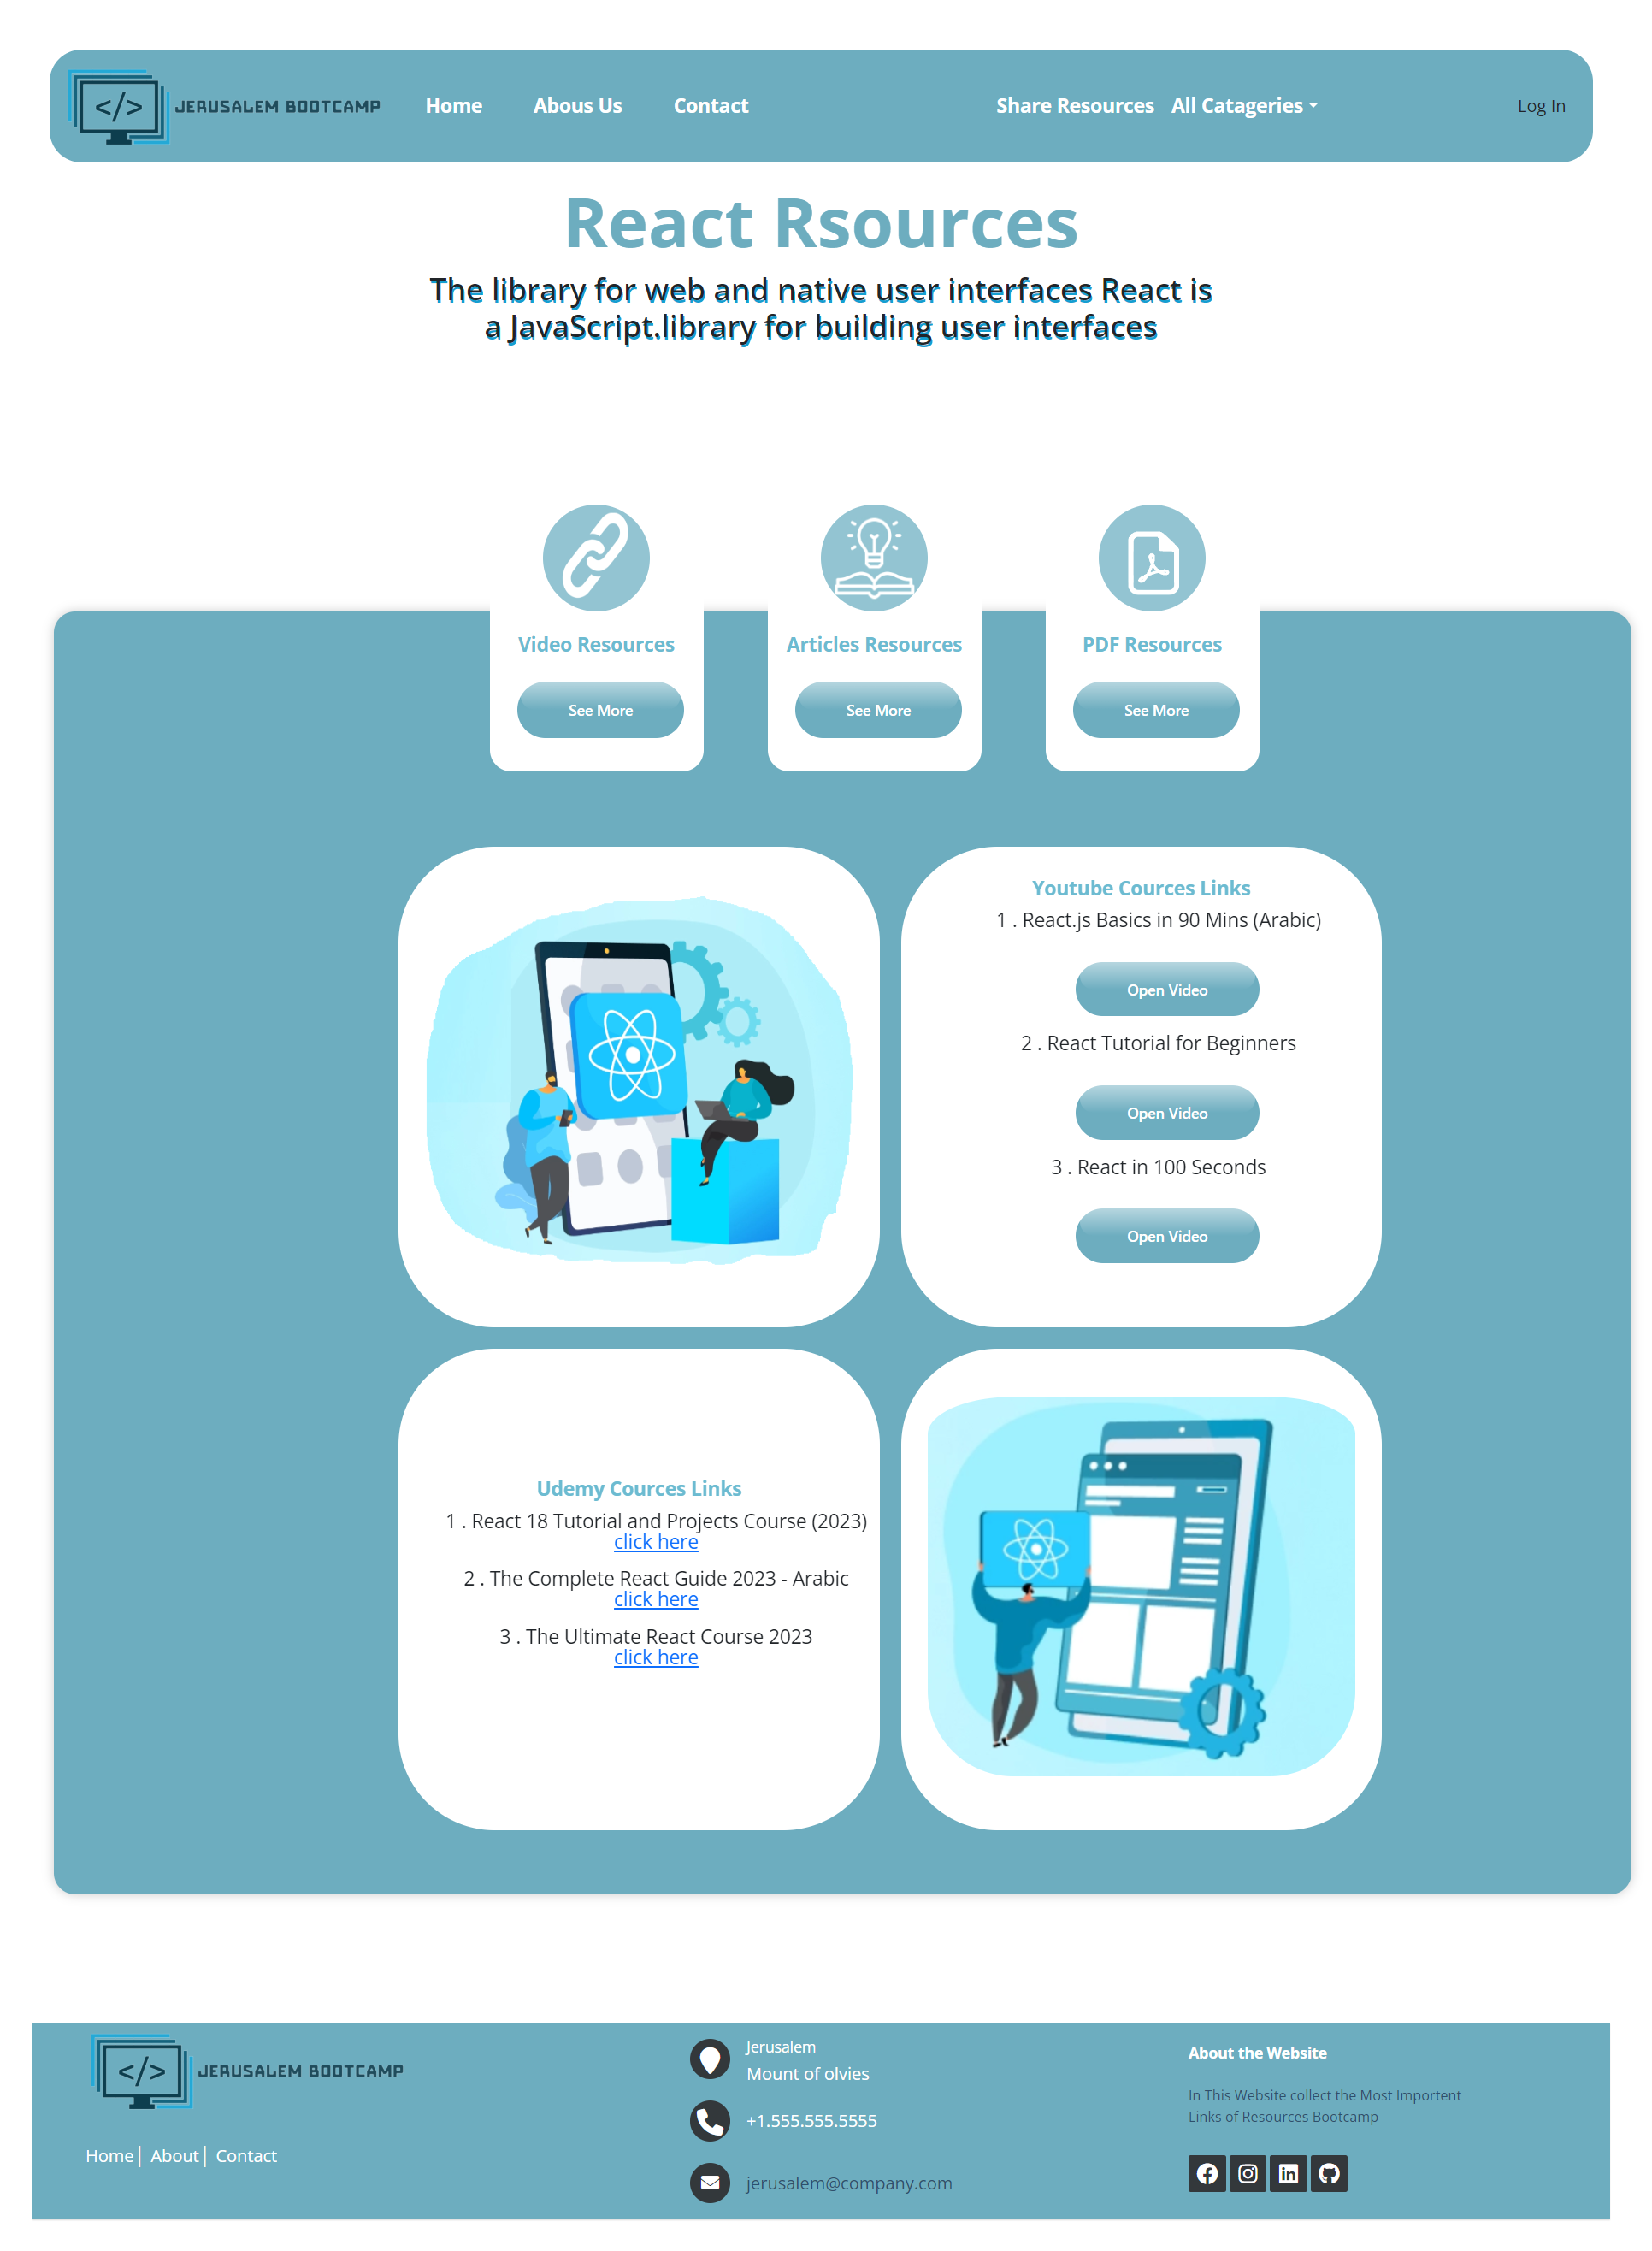 </> JERUSALEM BOOTCAMP
Home
Abous Us
Contact
Share Resources
All Catageries
Log In
React Rsources
The library for web and native user interfaces React is
a JavaScript.library for building user interfaces
Video Resources
See More
Articles Resources
See More
PDF Resources
See More
Youtube Cources Links
1 . React.js Basics in 90 Mins (Arabic)
Open Video
2 . React Tutorial for Beginners
Open Video
3 . React in 100 Seconds
Open Video
Udemy Cources Links
1 . React 18 Tutorial and Projects Course (2023)
click here
2 . The Complete React Guide 2023 - Arabic
click here
3 . The Ultimate React Course 2023
click here
</> JERUSALEM BOOTCAMP
Home| About| Contact
Jerusalem
Mount of olvies
+1.555.555.5555
jerusalem@company.com
About the Website
In This Website collect the Most Importent
Links of Resources Bootcamp